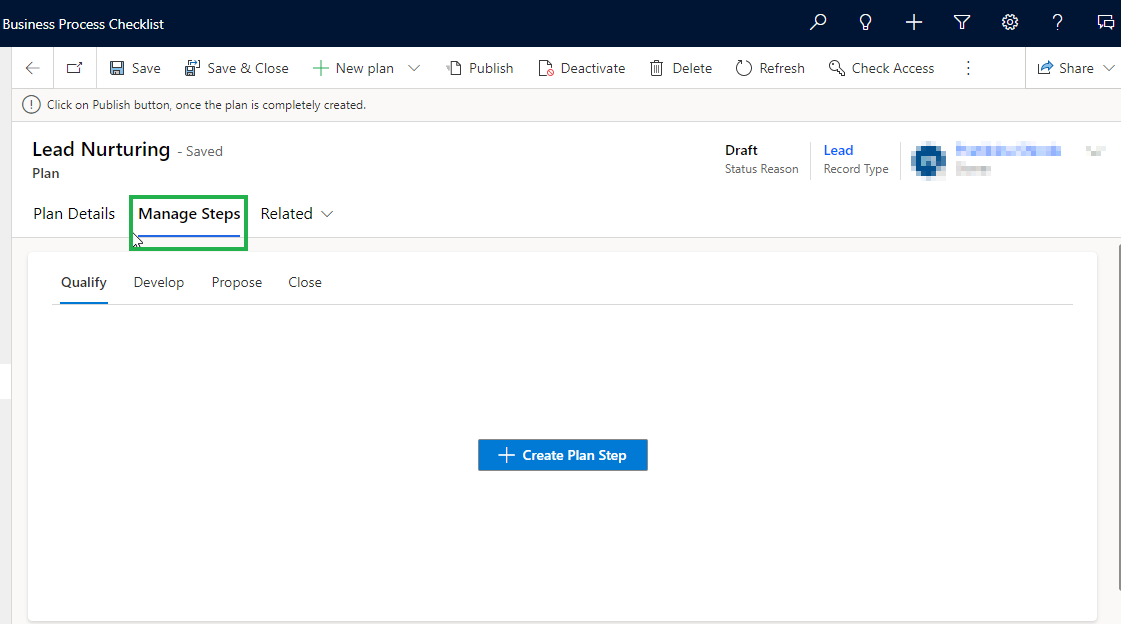 Business Process Checklist
Save Save & Close New plan Publish Deactivate Delete Refresh Check Access Share
Click on Publish button, once the plan is completely created.
Lead Nurturing - Saved
Plan
Draft
Status Reason
Lead
Record Type
Plan Details Manage Steps Related
Qualify Develop Propose Close
Create Plan Step